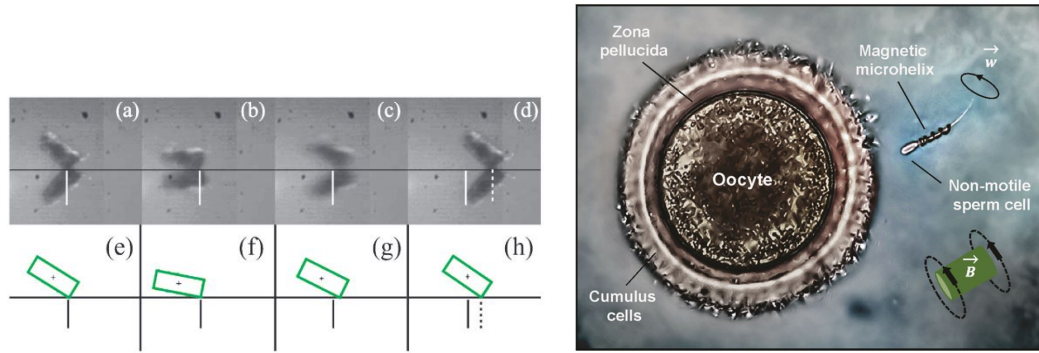 (a)
(b)
(c)
(d)
(e)
(f)
(g)
(h)
Zona
pellucida
Magnetic
microhelix
w
Oocyte
Non-motile
sperm cell
B
Cumulus
cells